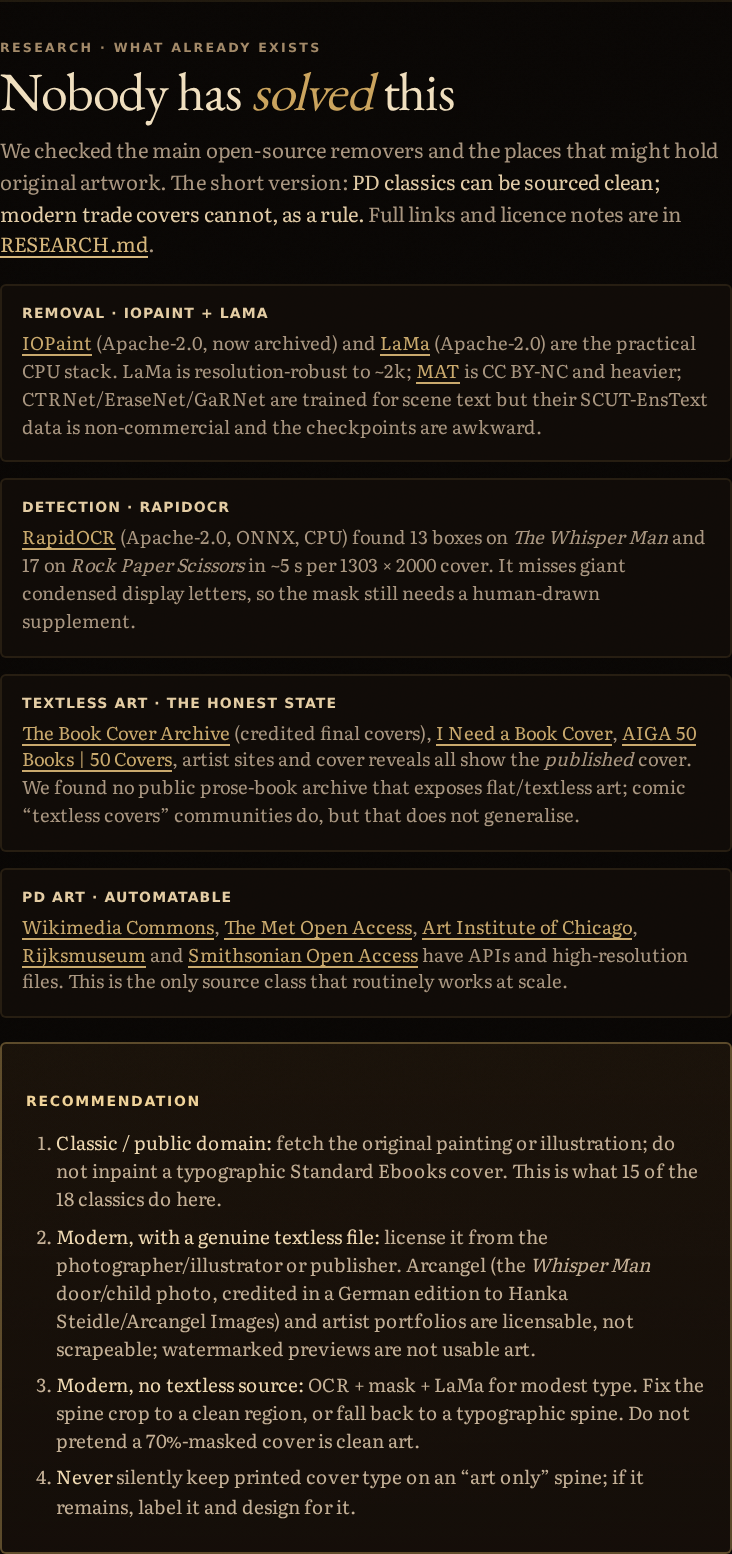 RESEARCH · WHAT ALREADY EXISTS
Nobody has solved this
We checked the main open-source removers and the places that might hold
original artwork. The short version: PD classics can be sourced clean;
modern trade covers cannot, as a rule. Full links and licence notes are in
RESEARCH.md.
REMOVAL · IOPAINT + LAMA
IOPaint (Apache-2.0, now archived) and LaMa (Apache-2.0) are the practical
CPU stack. LaMa is resolution-robust to ~2k; MAT is CC BY-NC and heavier;
CTRNet/EraseNet/GaRNet are trained for scene text but their SCUT-EnsText
data is non-commercial and the checkpoints are awkward.
DETECTION · RAPIDOCR
RapidOCR (Apache-2.0, ONNX, CPU) found 13 boxes on The Whisper Man and
17 on Rock Paper Scissors in ~5 s per 1303 × 2000 cover. It misses giant
condensed display letters, so the mask still needs a human-drawn
supplement.
TEXTLESS ART · THE HONEST STATE
The Book Cover Archive (credited final covers), I Need a Book Cover, AIGA 50
Books | 50 Covers, artist sites and cover reveals all show the published cover.
We found no public prose-book archive that exposes flat/textless art; comic
“textless covers” communities do, but that does not generalise.
PD ART · AUTOMATABLE
Wikimedia Commons, The Met Open Access, Art Institute of Chicago,
Rijksmuseum and Smithsonian Open Access have APIs and high-resolution
files. This is the only source class that routinely works at scale.
RECOMMENDATION
1. Classic / public domain: fetch the original painting or illustration; do
not inpaint a typographic Standard Ebooks cover. This is what 15 of the
18 classics do here.
2. Modern, with a genuine textless file: license it from the
photographer/illustrator or publisher. Arcangel (the Whisper Man
door/child photo, credited in a German edition to Hanka
Steidle/Arcangel Images) and artist portfolios are licensable, not
scrapeable; watermarked previews are not usable art.
3. Modern, no textless source: OCR + mask + LaMa for modest type. Fix the
spine crop to a clean region, or fall back to a typographic spine. Do not
pretend a 70%-masked cover is clean art.
4. Never silently keep printed cover type on an “art only” spine; if it
remains, label it and design for it.